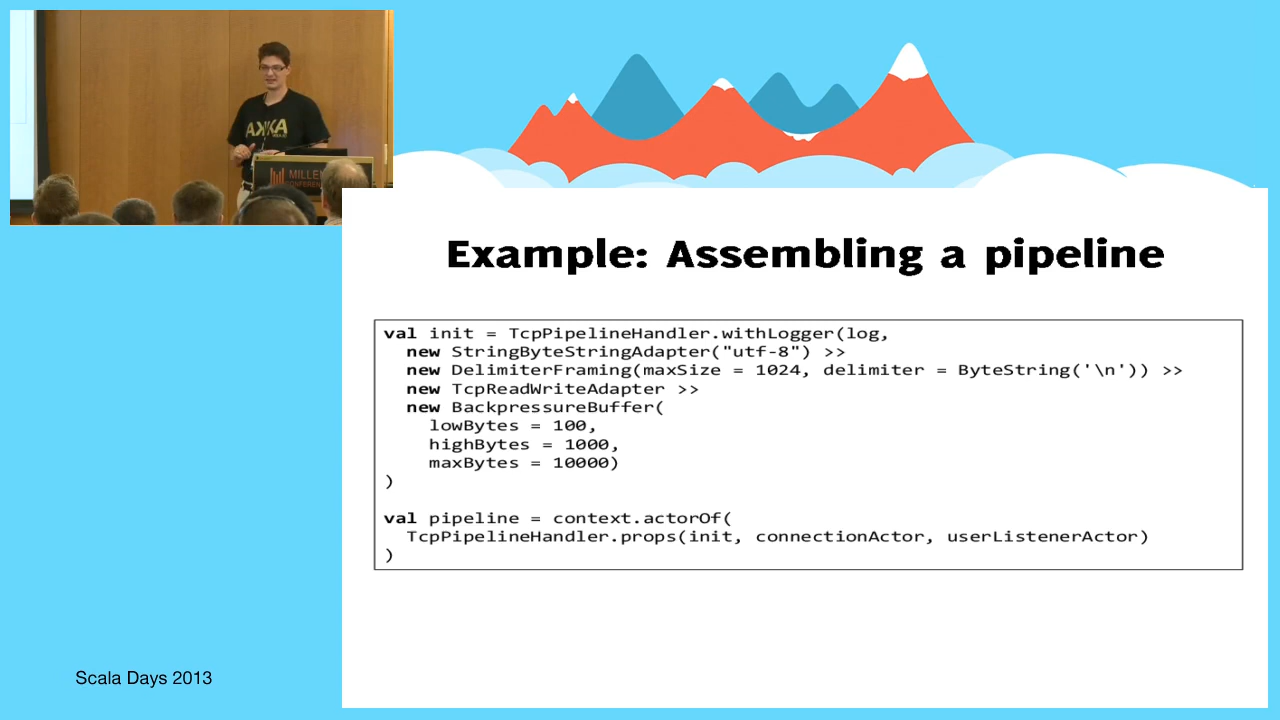 AKKA
MILLEN
CONFEREN
Example: Assembling a pipeline
val init = TcpPipelineHandler.withLogger(log,
new StringByteStringAdapter("utf-8") >>
new DelimiterFraming(maxSize = 1024, delimiter = ByteString('\n')) >>
new TcpReadWriteAdapter >>
new BackpressureBuffer(
lowBytes = 100,
highBytes = 1000,
maxBytes = 10000)
)
val pipeline = context.actorOf(
TcpPipelineHandler.props(init, connectionActor, userListenerActor)
)
Scala Days 2013